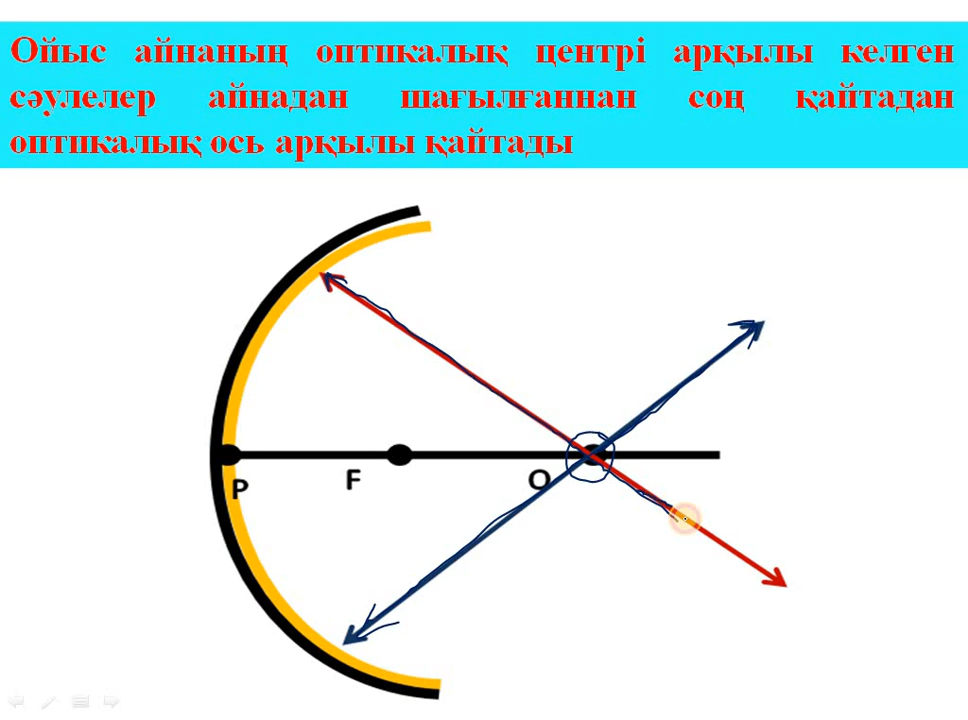 Ойыс айнаның оптикалық центрі арқылы келген
сәулелер айнадан шағылғаннан соң қайтадан
оптикалық ось арқылы қайтады
P F O